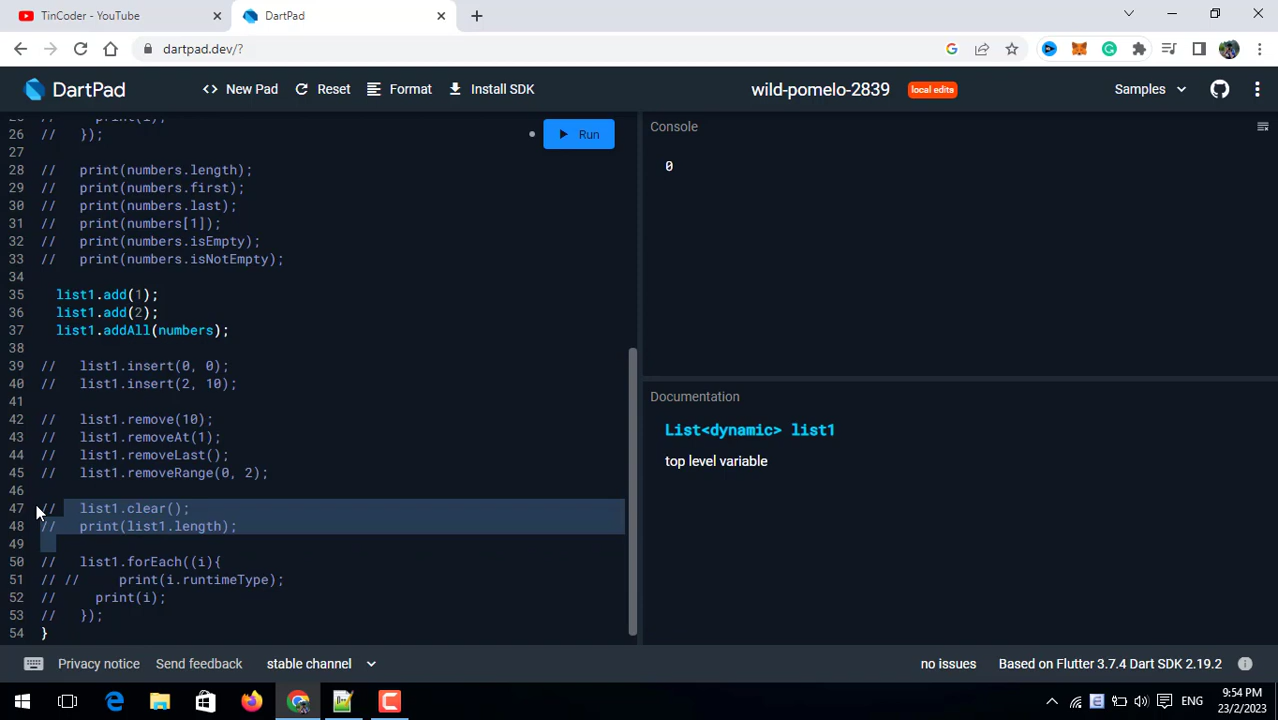 TinCoder - YouTube
DartPad
dartpad.dev/?
DartPad
New Pad
Reset
Format
Install SDK
wild-pomelo-2839
local edits
Samples
25 //     print(i);
26 //   });
27
28 //   print(numbers.length);
29 //   print(numbers.first);
30 //   print(numbers.last);
31 //   print(numbers[1]);
32 //   print(numbers.isEmpty);
33 //   print(numbers.isNotEmpty);
34
35   list1.add(1);
36   list1.add(2);
37   list1.addAll(numbers);
38
39 //   list1.insert(0, 0);
40 //   list1.insert(2, 10);
41
42 //   list1.remove(10);
43 //   list1.removeAt(1);
44 //   list1.removeLast();
45 //   list1.removeRange(0, 2);
46
47 //   list1.clear();
48 //   print(list1.length);
49
50 //   list1.forEach((i){
51 // //     print(i.runtimeType);
52 //     print(i);
53 //   });
54 }
Run
Console
0
Documentation
List<dynamic> list1
top level variable
Privacy notice
Send feedback
stable channel
no issues
Based on Flutter 3.7.4 Dart SDK 2.19.2
ENG
9:54 PM
23/2/2023